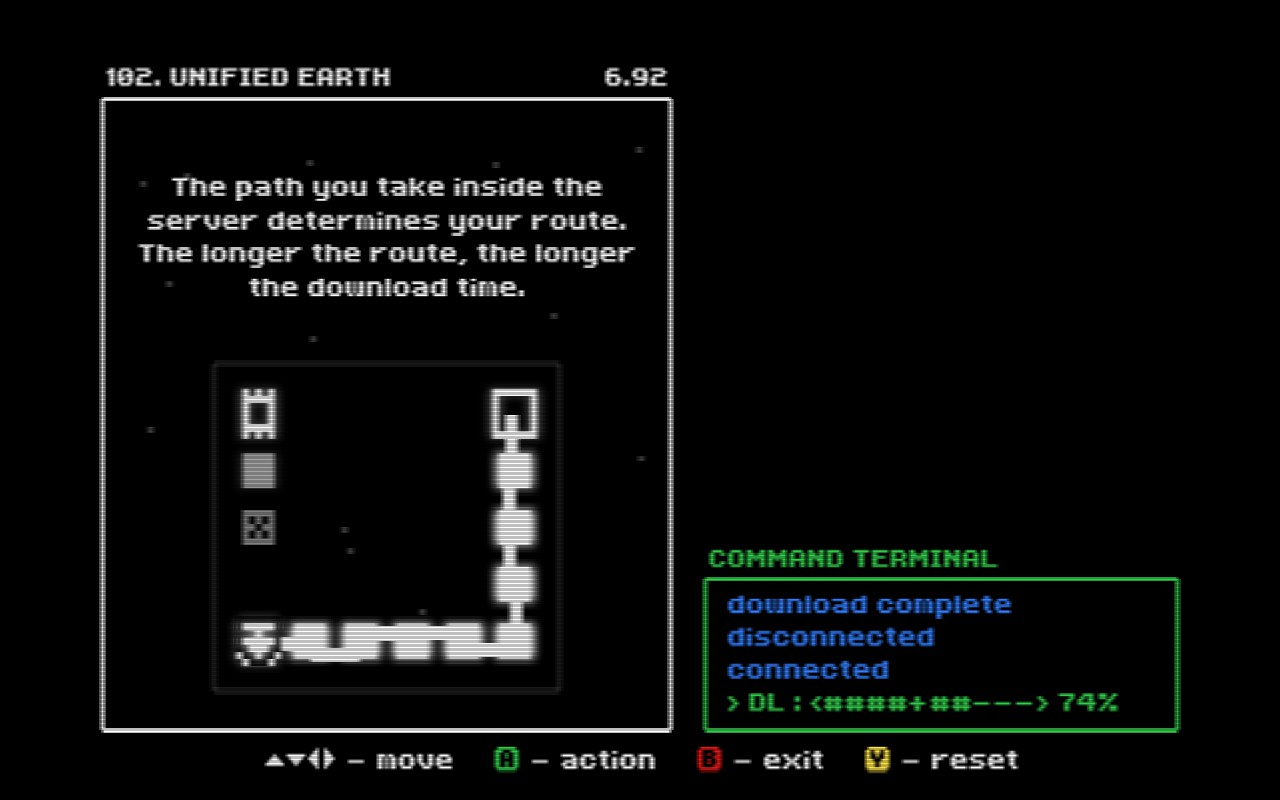 102. UNIFIED EARTH 6.92
The path you take inside the
server determines your route.
The longer the route, the longer
the download time.
COMMAND TERMINAL
download complete
disconnected
connected
> DL:<####+##---> 74%
▲▼◀▶ - move A - action B - exit Y - reset